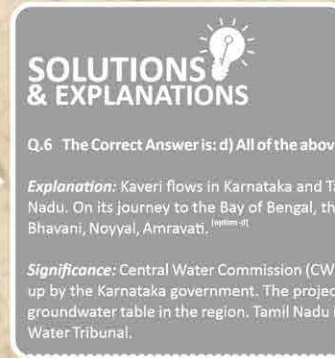 SOLUTIONS
& EXPLANATIONS
Q.6 The Correct Answer is: d) All of the abov
Explanation: Kaveri flows in Karnataka and Ta
Nadu. On its journey to the Bay of Bengal, th
Bhavani, Noyyal, Amravati. [option-d]
Significance: Central Water Commission (CW
up by the Karnataka government. The projec
groundwater table in the region. Tamil Nadu i
Water Tribunal.